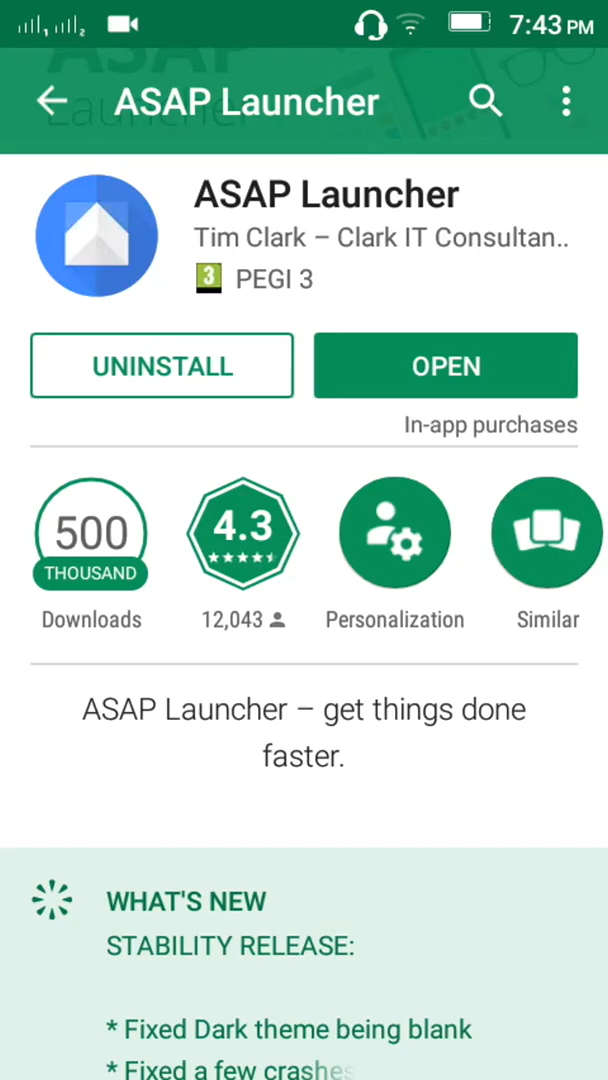 7:43 PM
ASAP Launcher
ASAP Launcher
Tim Clark – Clark IT Consultan..
3 PEGI 3
UNINSTALL
OPEN
In-app purchases
500
THOUSAND
4.3
Downloads
12,043
Personalization
Similar
ASAP Launcher – get things done
faster.
WHAT'S NEW
STABILITY RELEASE:
* Fixed Dark theme being blank
* Fixed a few crashes